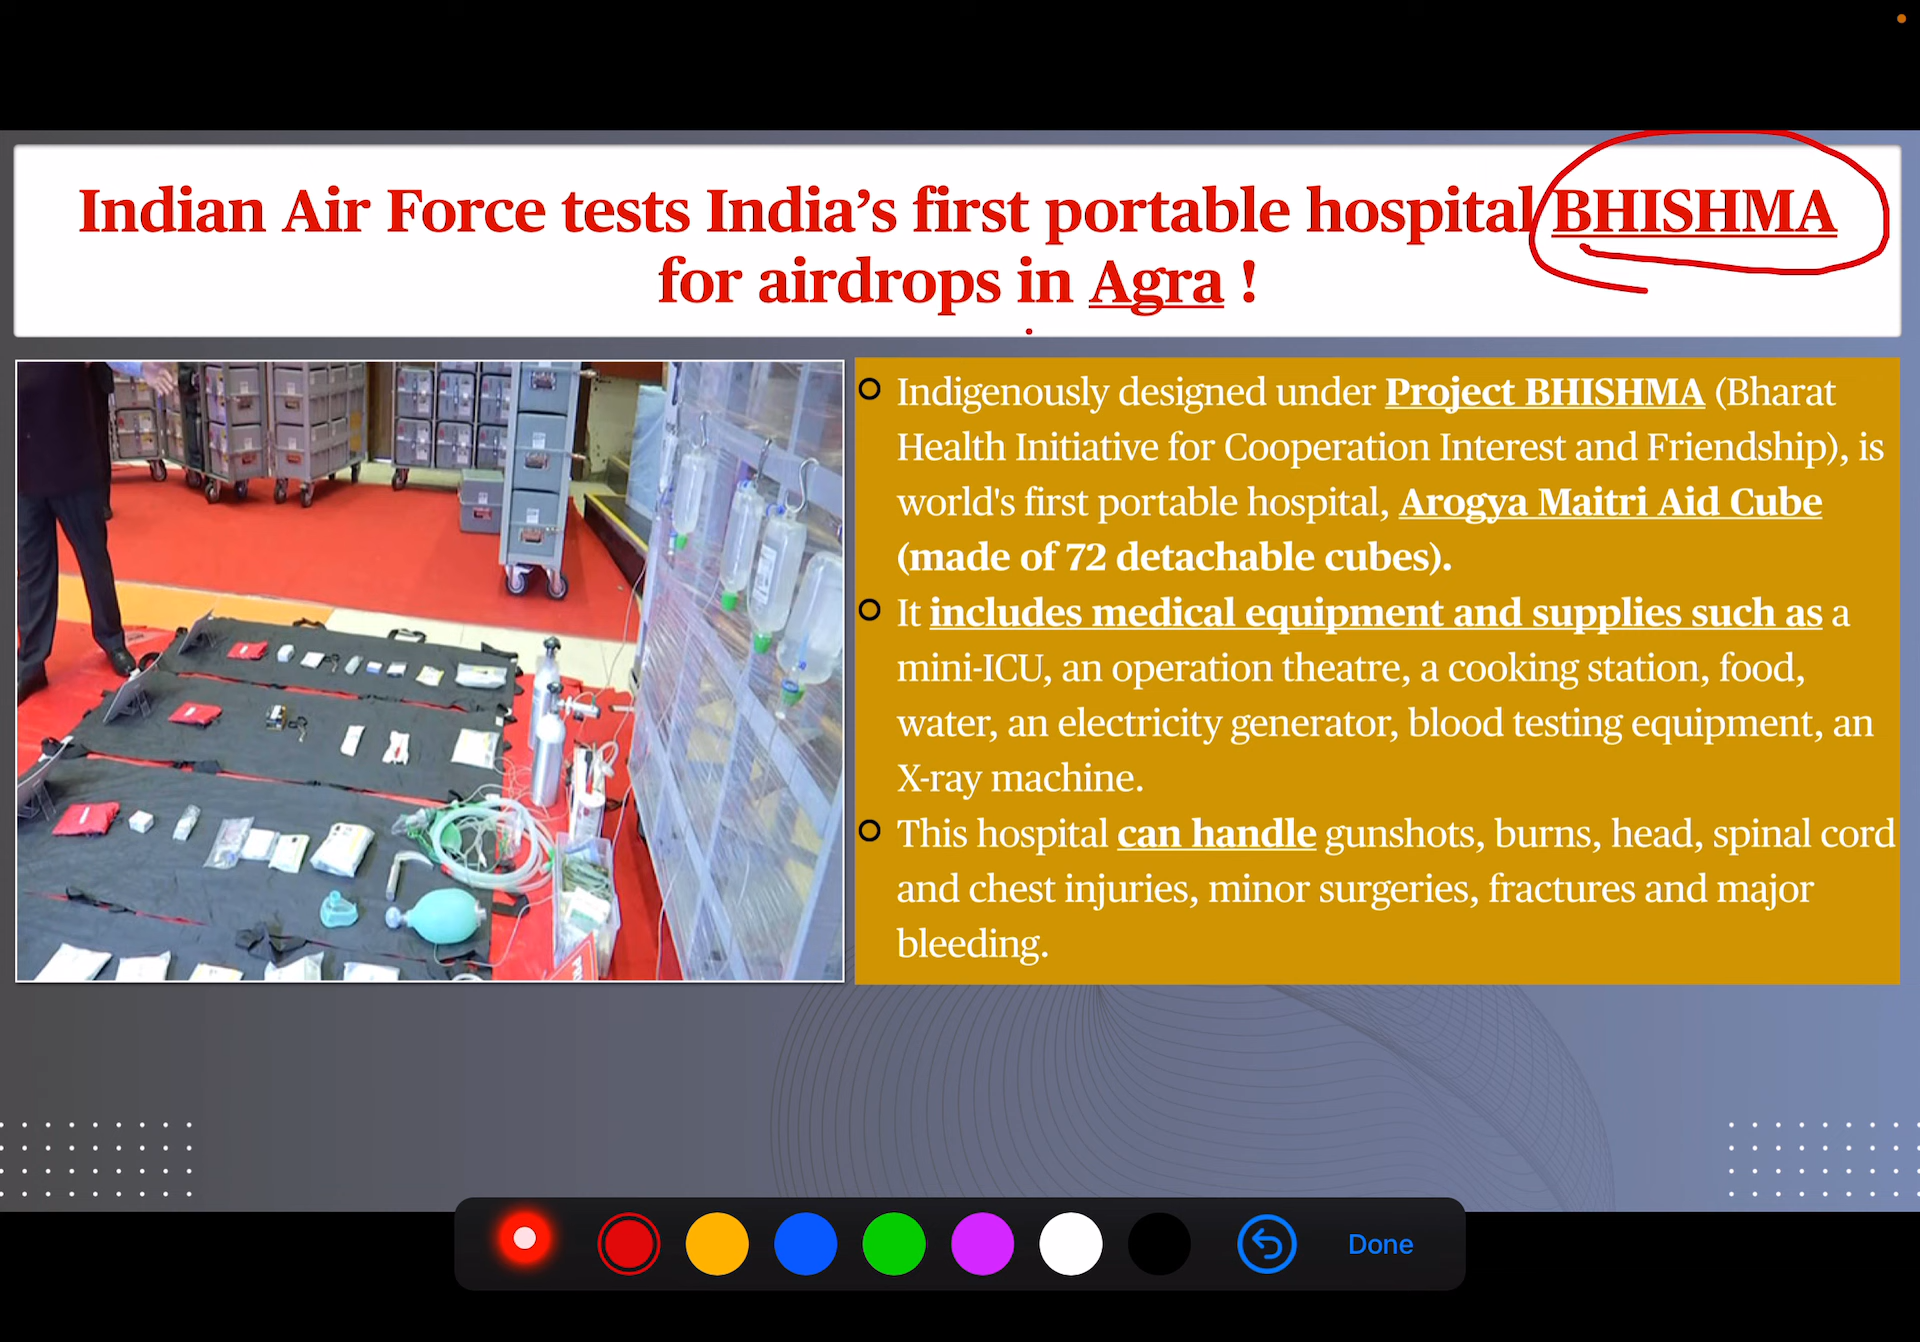 Indian Air Force tests India’s first portable hospital BHISHMA
for airdrops in Agra !
Indigenously designed under Project BHISHMA (Bharat
Health Initiative for Cooperation Interest and Friendship), is
world's first portable hospital, Arogya Maitri Aid Cube
(made of 72 detachable cubes).
It includes medical equipment and supplies such as a
mini-ICU, an operation theatre, a cooking station, food,
water, an electricity generator, blood testing equipment, an
X-ray machine.
This hospital can handle gunshots, burns, head, spinal cord
and chest injuries, minor surgeries, fractures and major
bleeding.
Done